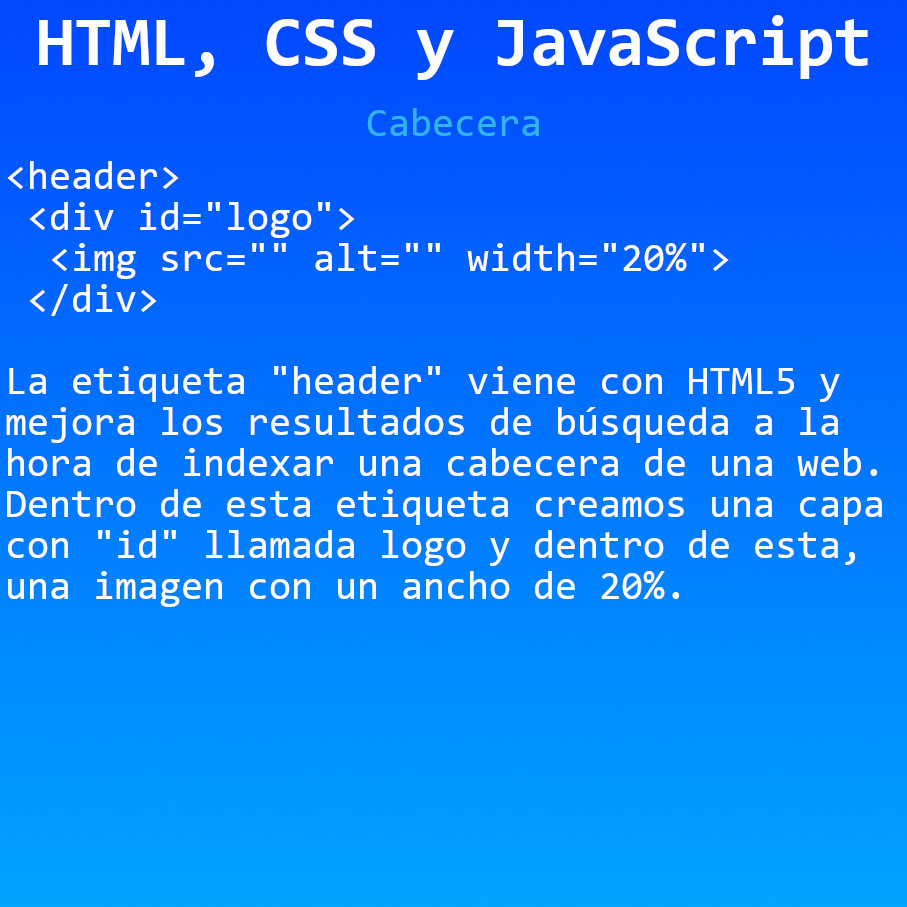 HTML, CSS y JavaScript
Cabecera
<header>
 <div id="logo">
  <img src="" alt="" width="20%">
 </div>
La etiqueta "header" viene con HTML5 y
mejora los resultados de búsqueda a la
hora de indexar una cabecera de una web.
Dentro de esta etiqueta creamos una capa
con "id" llamada logo y dentro de esta,
una imagen con un ancho de 20%.